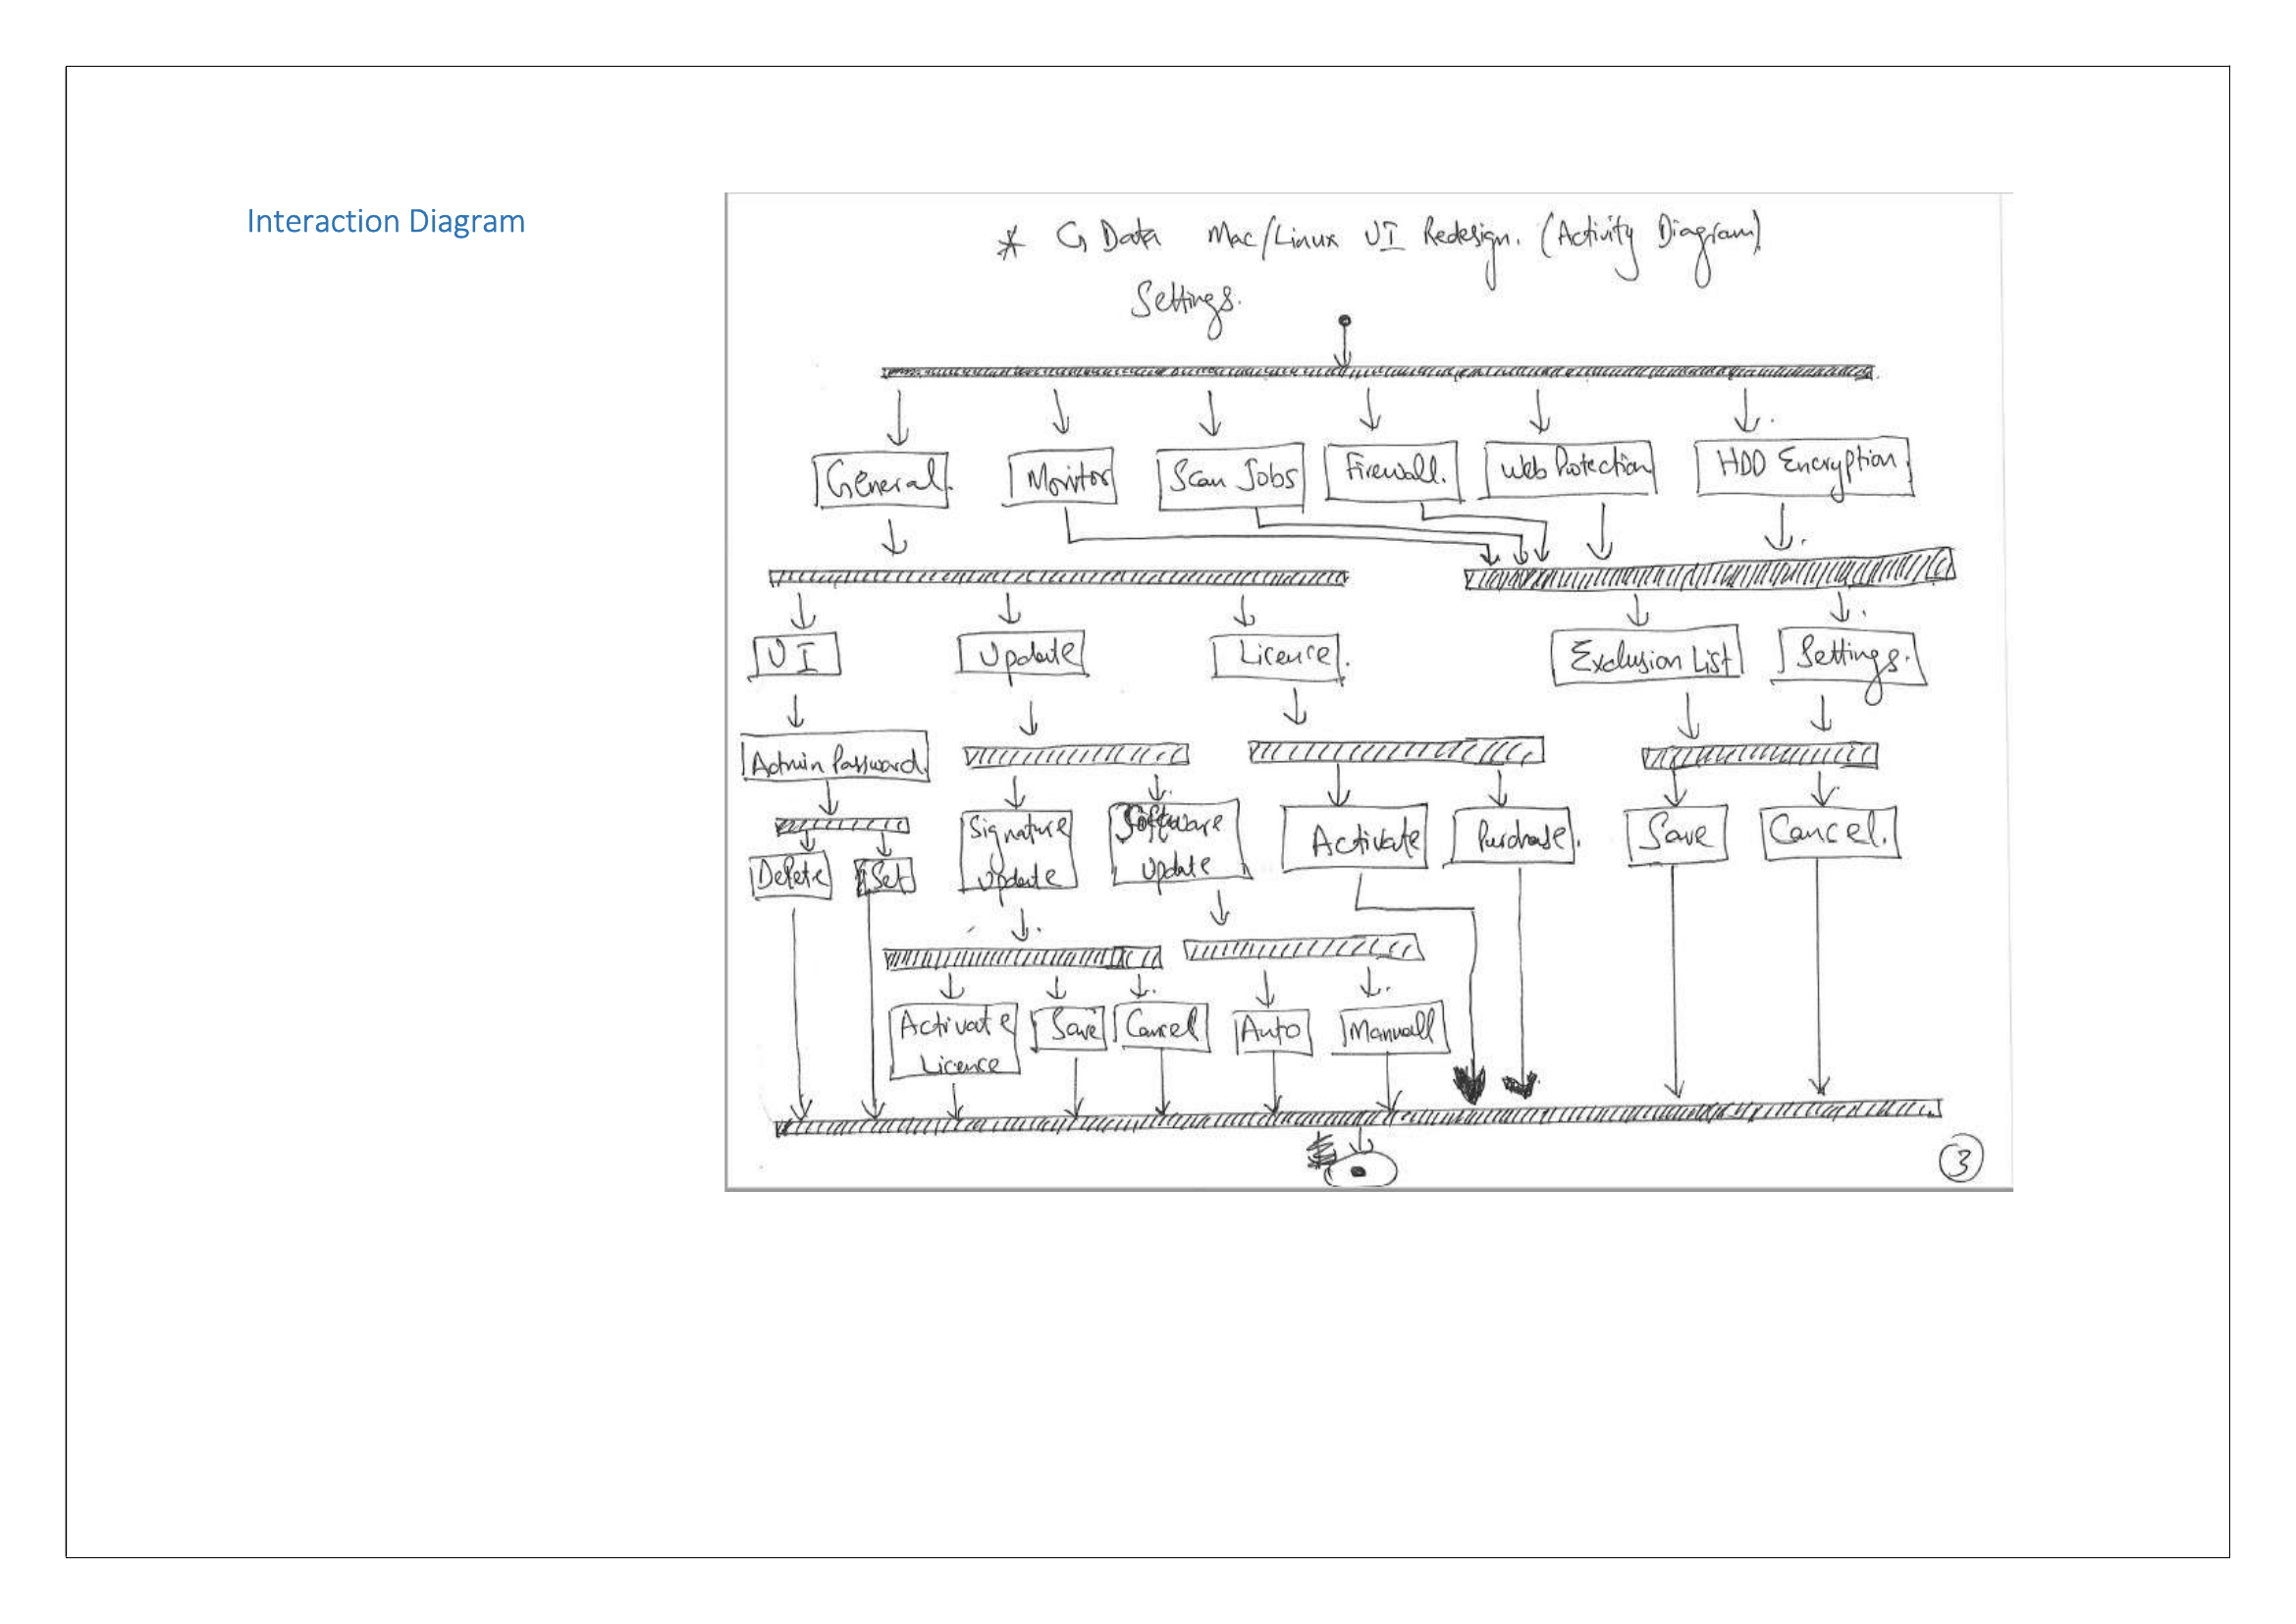 Interaction Diagram
* G Data Mac/Linux UI Redesign. (Activity Diagram)
Settings.
General. Monitor Scan Jobs Firewall. Web Protection HDD Encryption.
UI Update Licence. Exclusion List Settings.
Admin Password.
Signature Update Software Update Activate Purchase. Save Cancel.
Delete Set
Activate Licence Save Cancel Auto Manuall
3